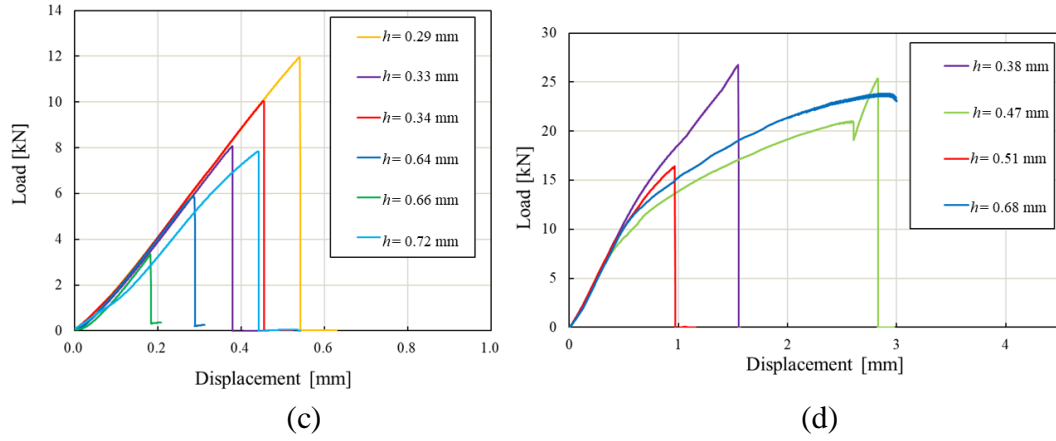 14
12
10
8
6
4
2
0
Load [kN]
0.0 0.2 0.4 0.6 0.8 1.0
Displacement [mm]
h= 0.29 mm
h= 0.33 mm
h= 0.34 mm
h= 0.64 mm
h= 0.66 mm
h= 0.72 mm
(c)
30
25
20
15
10
5
0
Load [kN]
0 1 2 3 4
Displacement [mm]
h= 0.38 mm
h= 0.47 mm
h= 0.51 mm
h= 0.68 mm
(d)